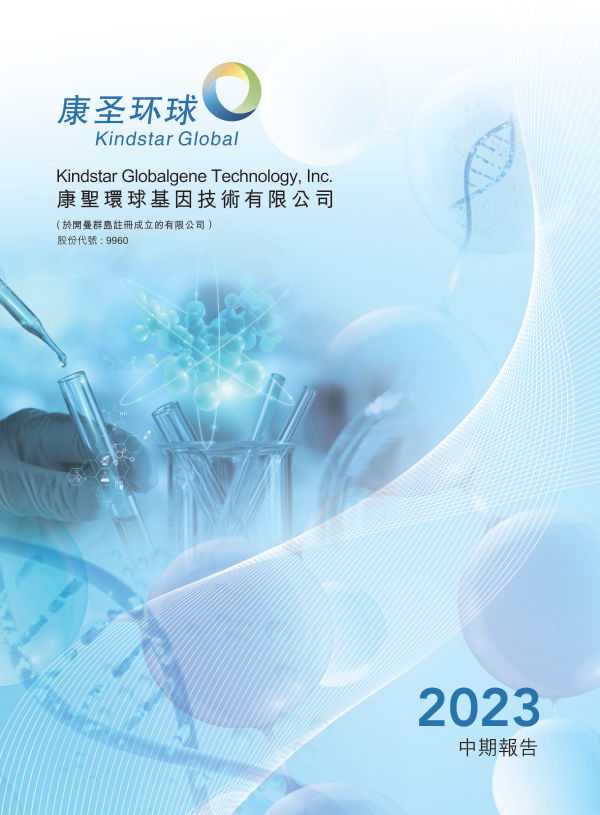 康圣环球
Kindstar Global
Kindstar Globalgene Technology, Inc.
康聖環球基因技術有限公司
(於開曼群島註冊成立的有限公司)
股份代號 : 9960
2023
中期報告